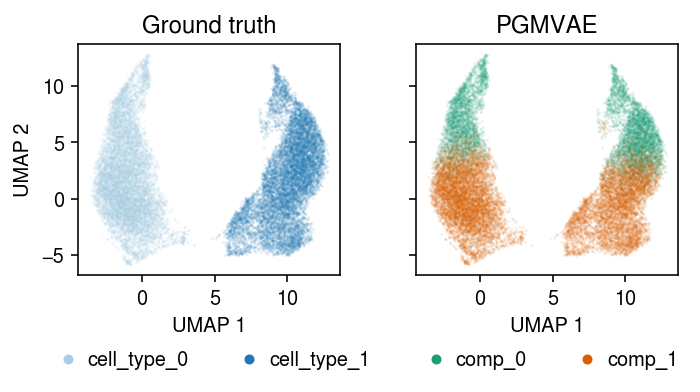 Ground truth
PGMVAE
UMAP 2
10
5
0
−5
0
5
10
0
5
10
UMAP 1
UMAP 1
cell_type_0
cell_type_1
comp_0
comp_1